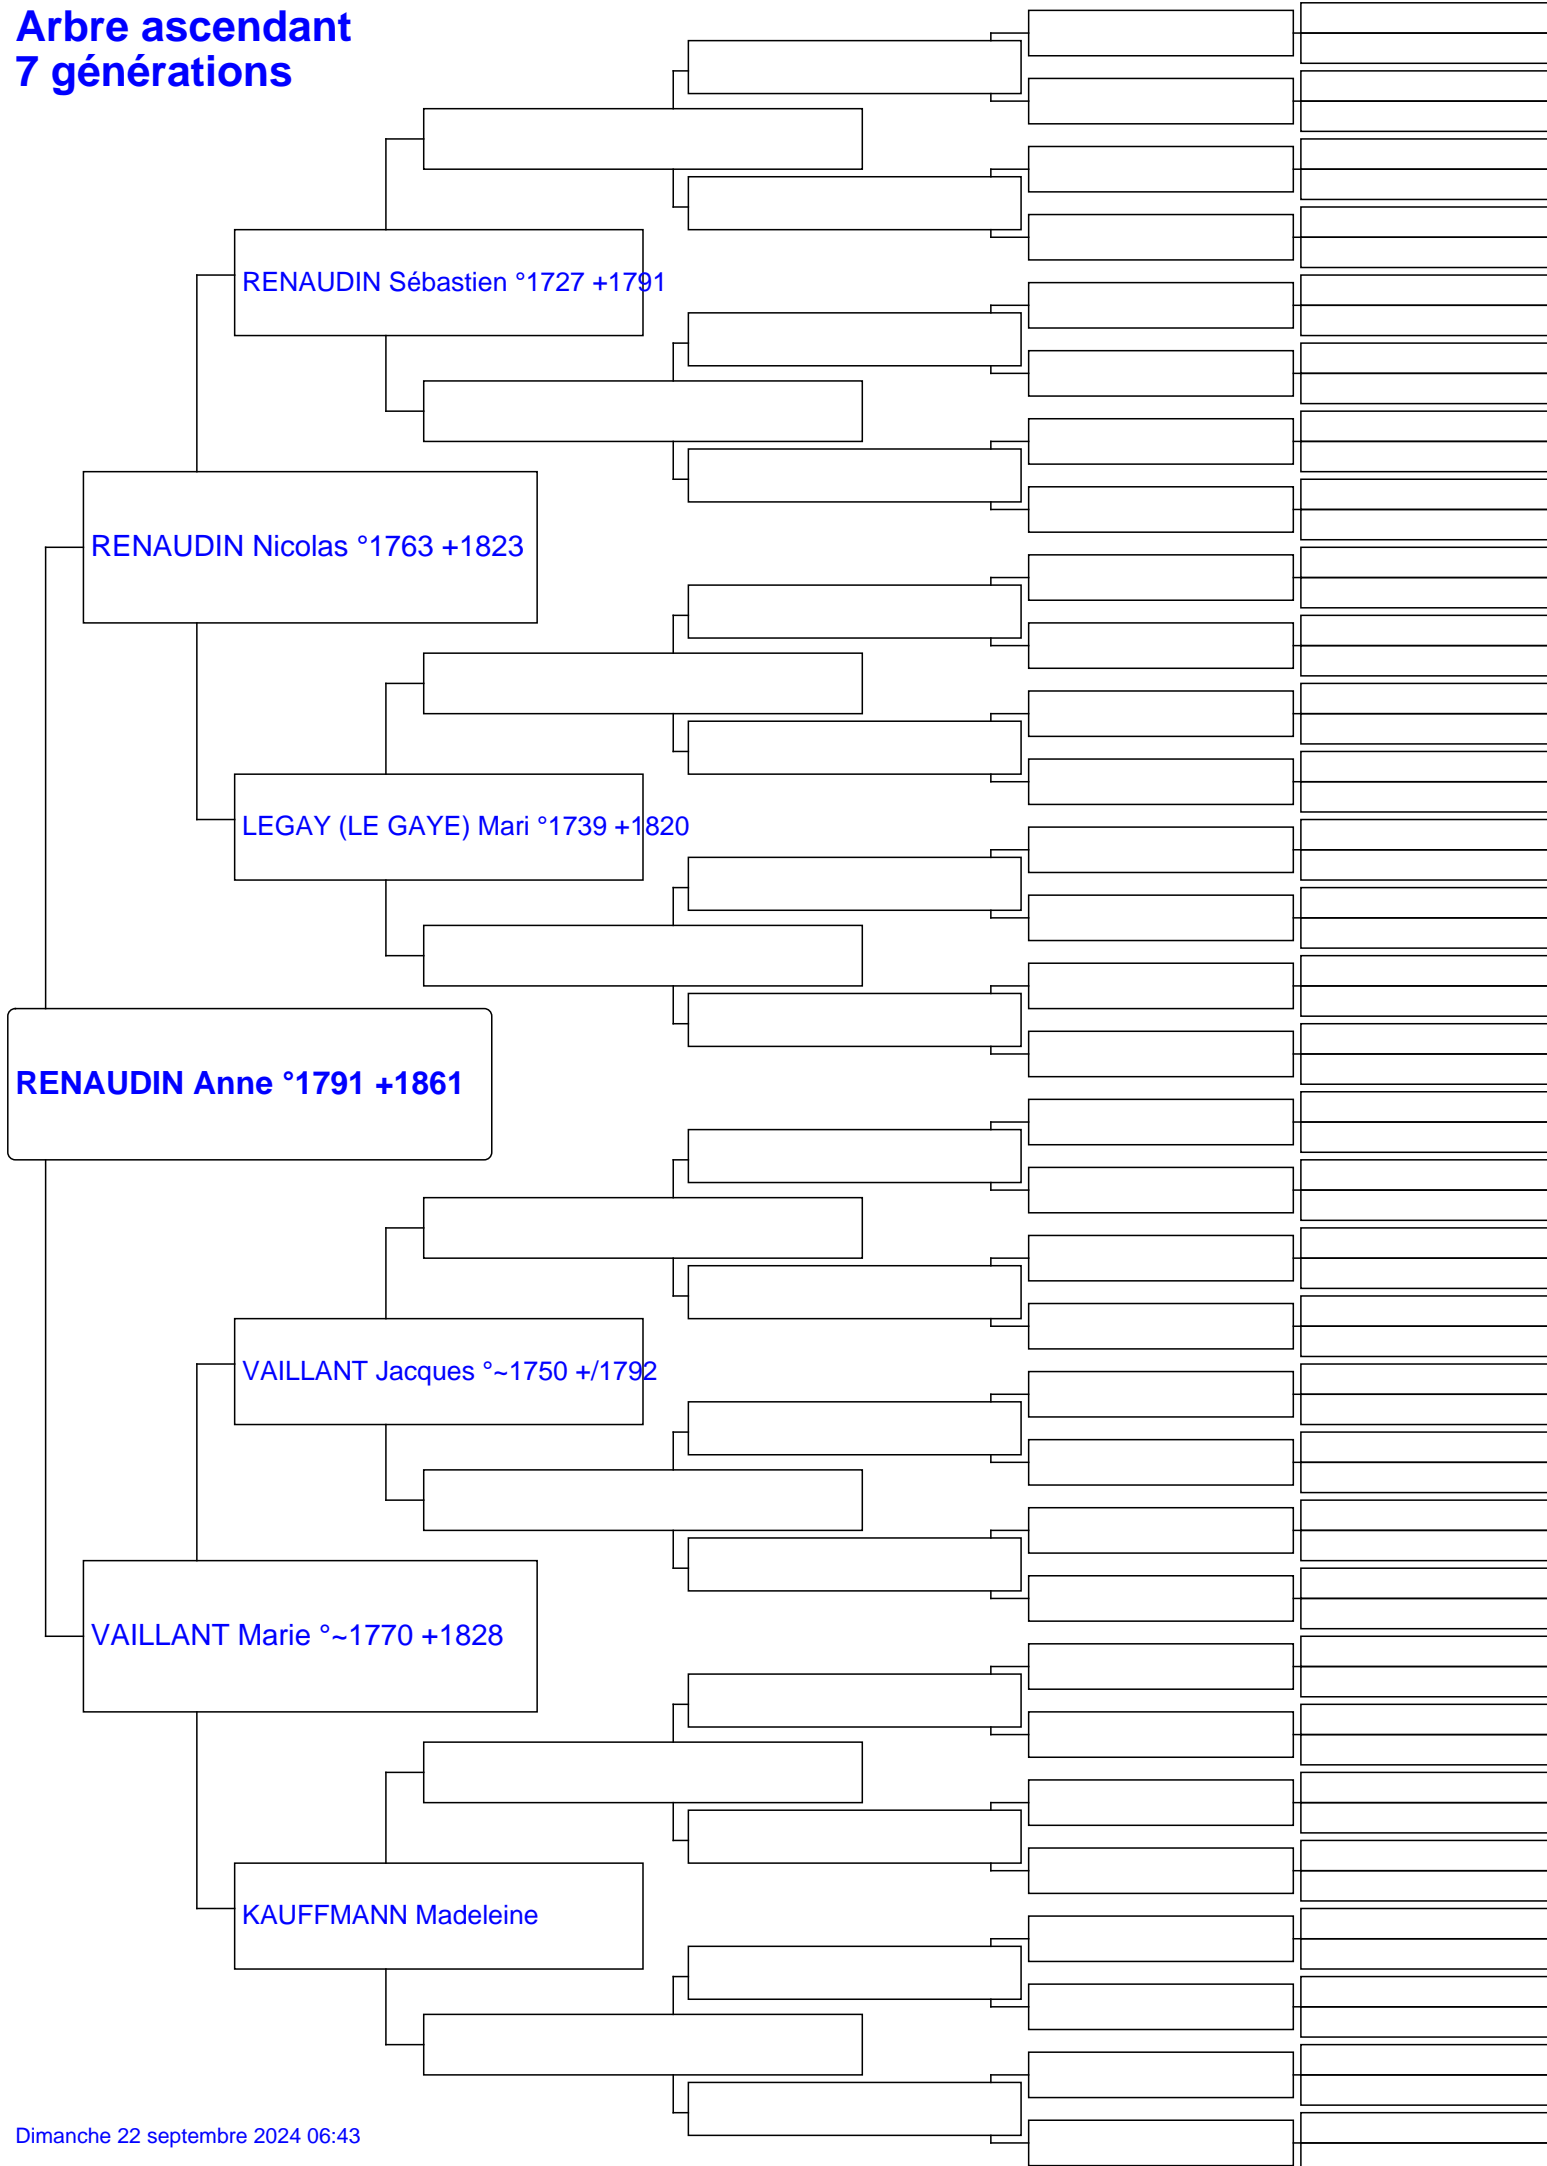 Arbre ascendant
7 générations
RENAUDIN Sébastien °1727 +1791
RENAUDIN Nicolas °1763 +1823
LEGAY (LE GAYE) Mari °1739 +1820
RENAUDIN Anne °1791 +1861
VAILLANT Jacques °~1750 +/1792
VAILLANT Marie °~1770 +1828
KAUFFMANN Madeleine
Dimanche 22 septembre 2024 06:43